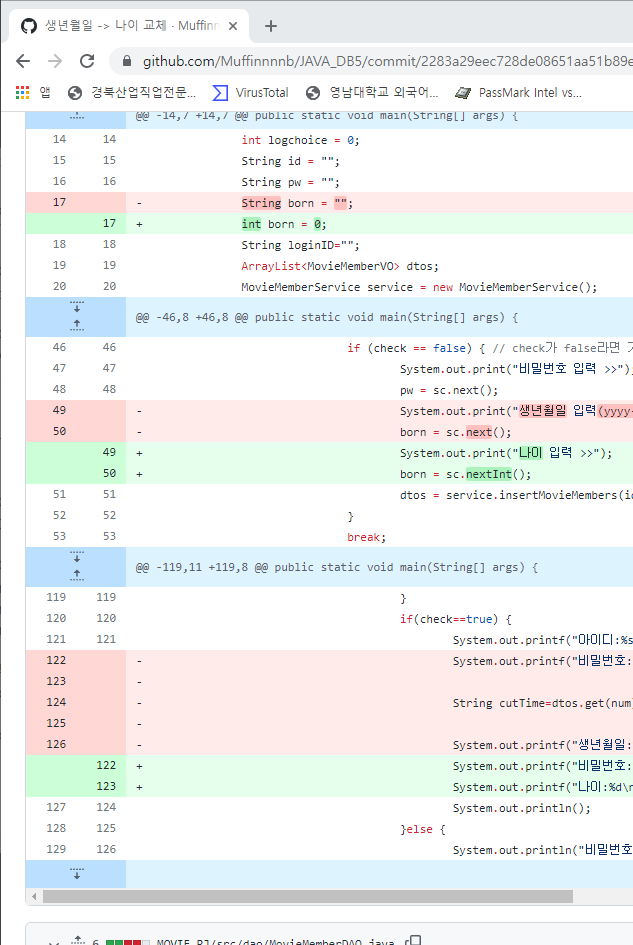 생년월일 -> 나이 교체 · Muffinn
github.com/Muffinnnnb/JAVA_DB5/commit/2283a29eec728de08651aa51b89e
앱 경북산업직업전문... VirusTotal 영남대학교 외국어... PassMark Intel vs...
@@ -14,7 +14,7 @@ public static void main(String[] args) {
14 14 int logchoice = 0;
15 15 String id = "";
16 16 String pw = "";
17 - String born = "";
17 + int born = 0;
18 18 String loginID="";
19 19 ArrayList<MovieMemberVO> dtos;
20 20 MovieMemberService service = new MovieMemberService();
@@ -46,8 +46,8 @@ public static void main(String[] args) {
46 46 if (check == false) { // check가 false라면
47 47 System.out.print("비밀번호 입력 >>");
48 48 pw = sc.next();
49 - System.out.print("생년월일 입력(yyyy-
50 - born = sc.next();
49 + System.out.print("나이 입력 >>");
50 + born = sc.nextInt();
51 51 dtos = service.insertMovieMembers(id
52 52 }
53 53 break;
@@ -119,11 +119,8 @@ public static void main(String[] args) {
119 119 }
120 120 if(check==true) {
121 121 System.out.printf("아이디:%s
122 - System.out.printf("비밀번호:
123 -
124 - String cutTime=dtos.get(num
125 -
126 - System.out.printf("생년월일:
122 + System.out.printf("비밀번호:
123 + System.out.printf("나이:%d\n
127 124 System.out.println();
128 125 }else {
129 126 System.out.println("비밀번호
6 MOVIE_PJ/src/dao/MovieMemberDAO.java